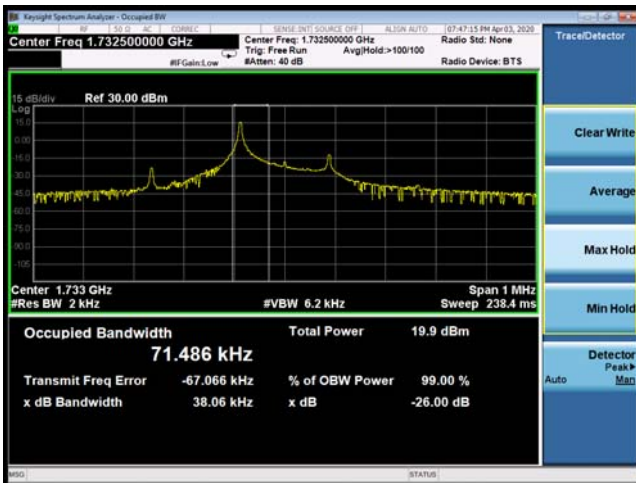 Keysight Spectrum Analyzer - Occupied BW
RF 50 Ω AC CORREC SENSE:INT SOURCE OFF ALIGN AUTO 07:47:15 PM Apr 03, 2020
Center Freq 1.732500000 GHz Center Freq: 1.732500000 GHz Radio Std: None Trace/Detector
Trig: Free Run Avg|Hold:>100/100
#IFGain:Low #Atten: 40 dB Radio Device: BTS
15 dB/div Ref 30.00 dBm
Log
15.0
0.00
-15.0
-30.0
-45.0
-60.0
-75.0
-90.0
-105
Clear Write
Average
Max Hold
Min Hold
Center 1.733 GHz Span 1 MHz
#Res BW 2 kHz #VBW 6.2 kHz Sweep 238.4 ms
Occupied Bandwidth Total Power 19.9 dBm
71.486 kHz
Transmit Freq Error -67.066 kHz % of OBW Power 99.00 %
x dB Bandwidth 38.06 kHz x dB -26.00 dB
Detector
Peak▶
Auto Man
MSG STATUS